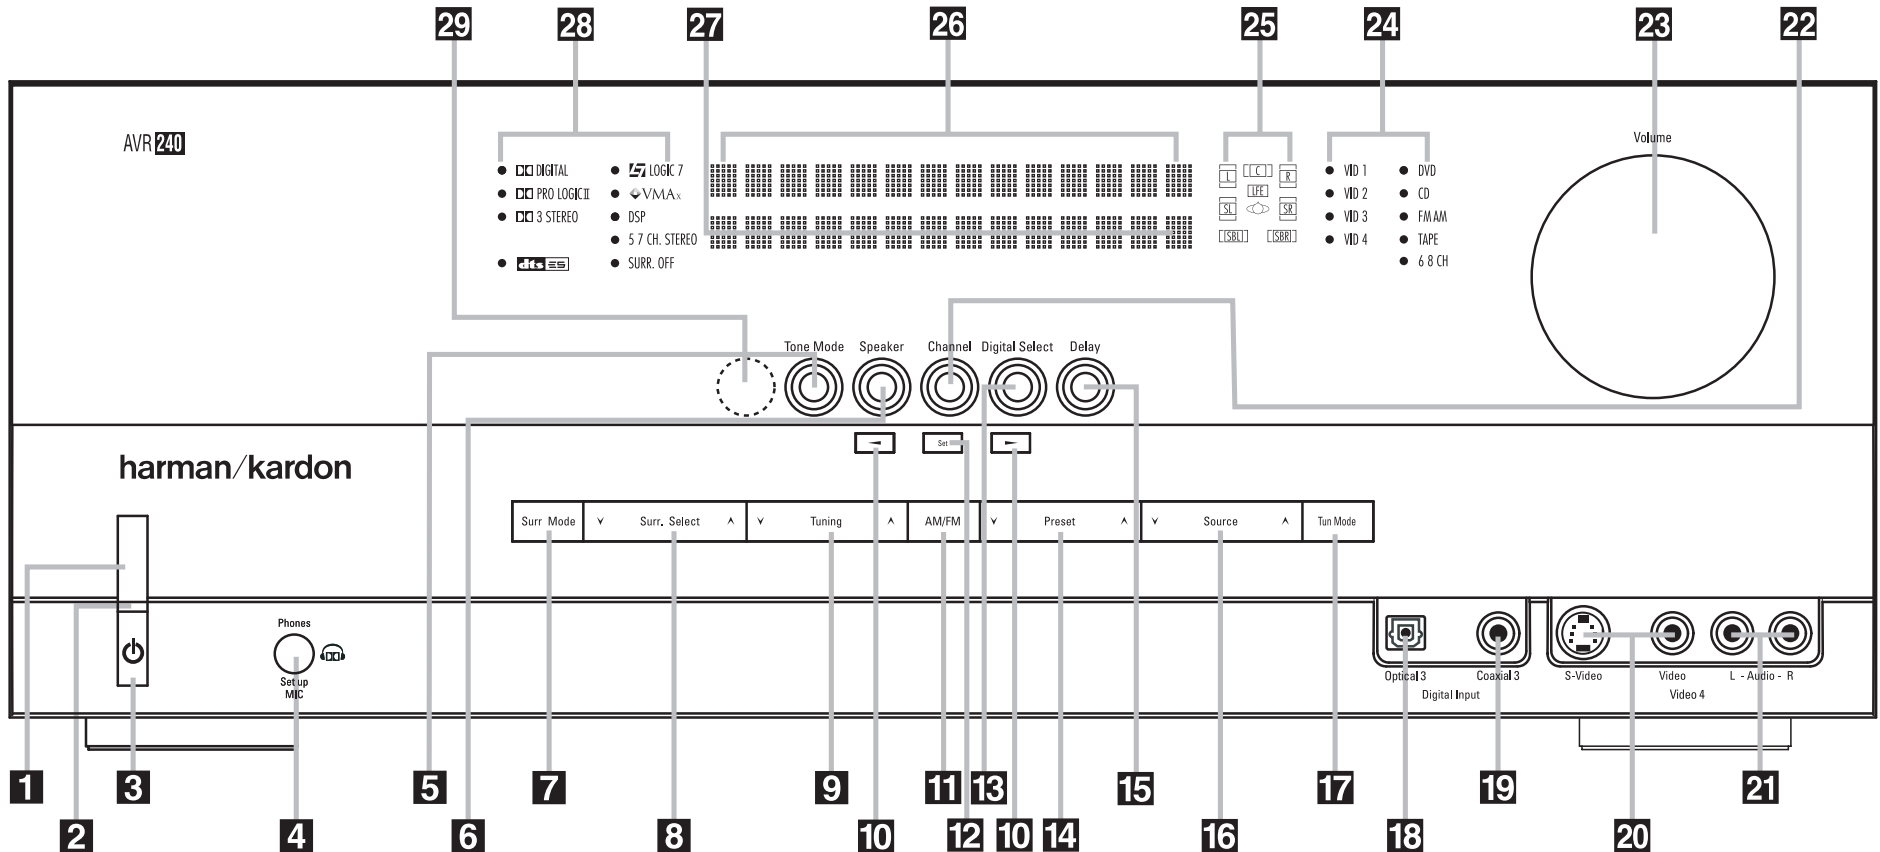 29 28 27 26 25 24 23 22
AVR 240
DIGITAL
PRO LOGIC II
3 STEREO
dts ES
LOGIC 7
VMAx
DSP
5 7 CH. STEREO
SURR. OFF
L C R
LFE
SL SR
SBL SBR
VID 1
VID 2
VID 3
VID 4
DVD
CD
FM AM
TAPE
6 8 CH
Volume
Tone Mode Speaker Channel Digital Select Delay
Set
harman/kardon
Surr Mode Surr. Select Tuning AM/FM Preset Source Tun Mode
Phones
Set up
MIC
Optical 3 Coaxial 3
Digital Input
S-Video Video L - Audio - R
Video 4
1 3 5 7 9 11 13 15 17 19 21
2 4 6 8 10 12 10 14 16 18 20